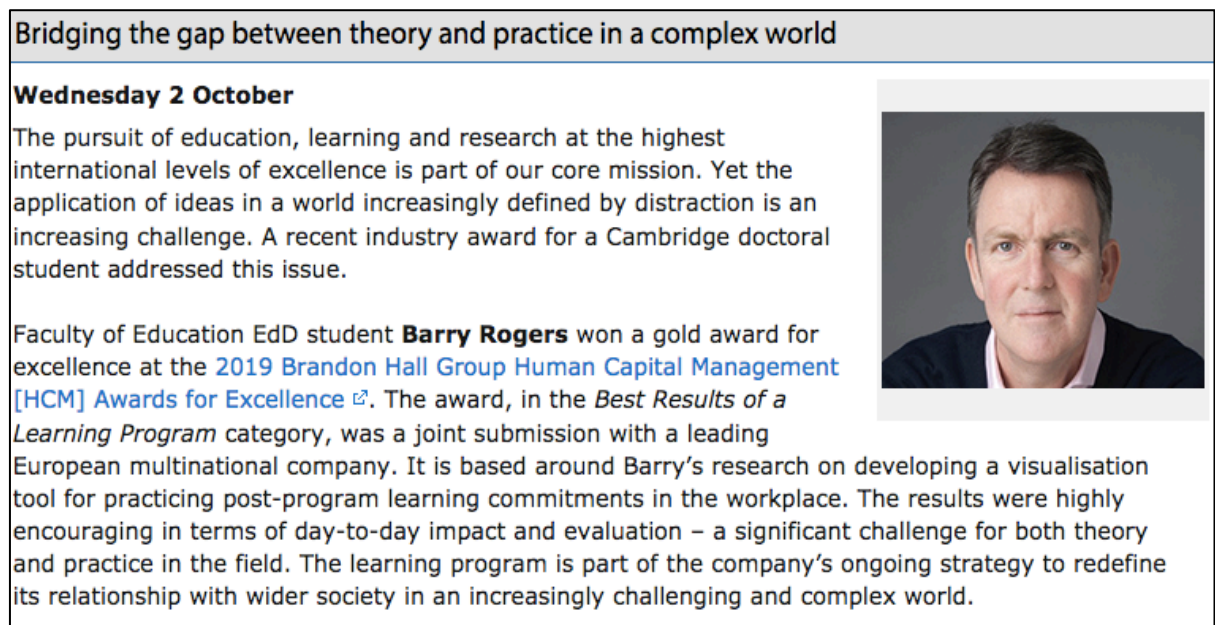 Bridging the gap between theory and practice in a complex world
Wednesday 2 October
The pursuit of education, learning and research at the highest
international levels of excellence is part of our core mission. Yet the
application of ideas in a world increasingly defined by distraction is an
increasing challenge. A recent industry award for a Cambridge doctoral
student addressed this issue.
Faculty of Education EdD student Barry Rogers won a gold award for
excellence at the 2019 Brandon Hall Group Human Capital Management
[HCM] Awards for Excellence. The award, in the Best Results of a
Learning Program category, was a joint submission with a leading
European multinational company. It is based around Barry’s research on developing a visualisation
tool for practicing post-program learning commitments in the workplace. The results were highly
encouraging in terms of day-to-day impact and evaluation – a significant challenge for both theory
and practice in the field. The learning program is part of the company’s ongoing strategy to redefine
its relationship with wider society in an increasingly challenging and complex world.